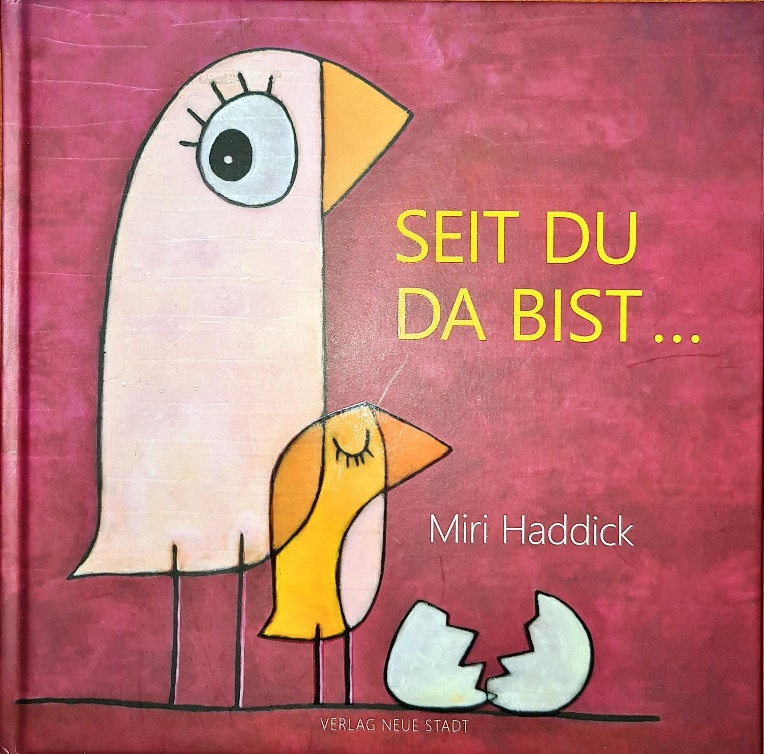 SEIT DU
DA BIST ...
Miri Haddick
VERLAG NEUE STADT